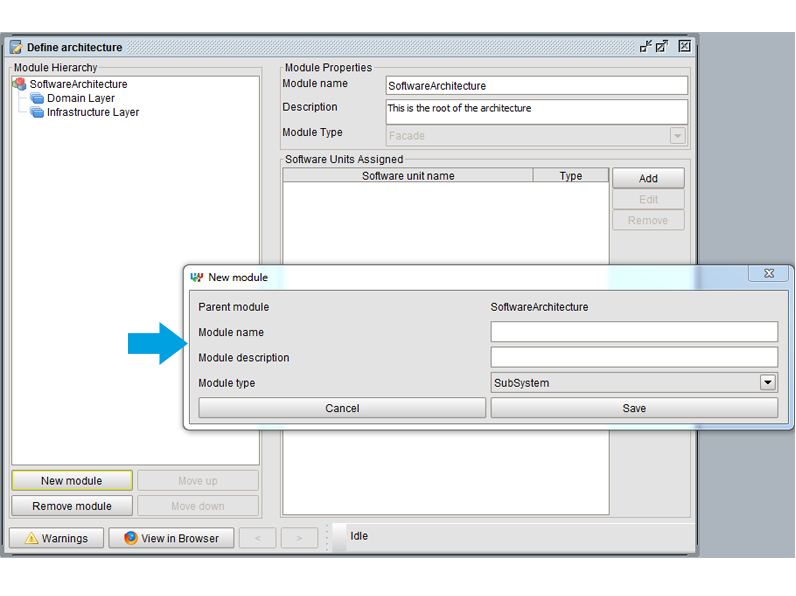 Define architecture
Module Hierarchy
SoftwareArchitecture
Domain Layer
Infrastructure Layer
Module Properties
Module name SoftwareArchitecture
Description This is the root of the architecture
Module Type Facade
Software Units Assigned
Software unit name Type
Add
Edit
Remove
New module
Parent module SoftwareArchitecture
Module name
Module description
Module type SubSystem
Cancel Save
New module Move up
Remove module Move down
Warnings View in Browser < > Idle